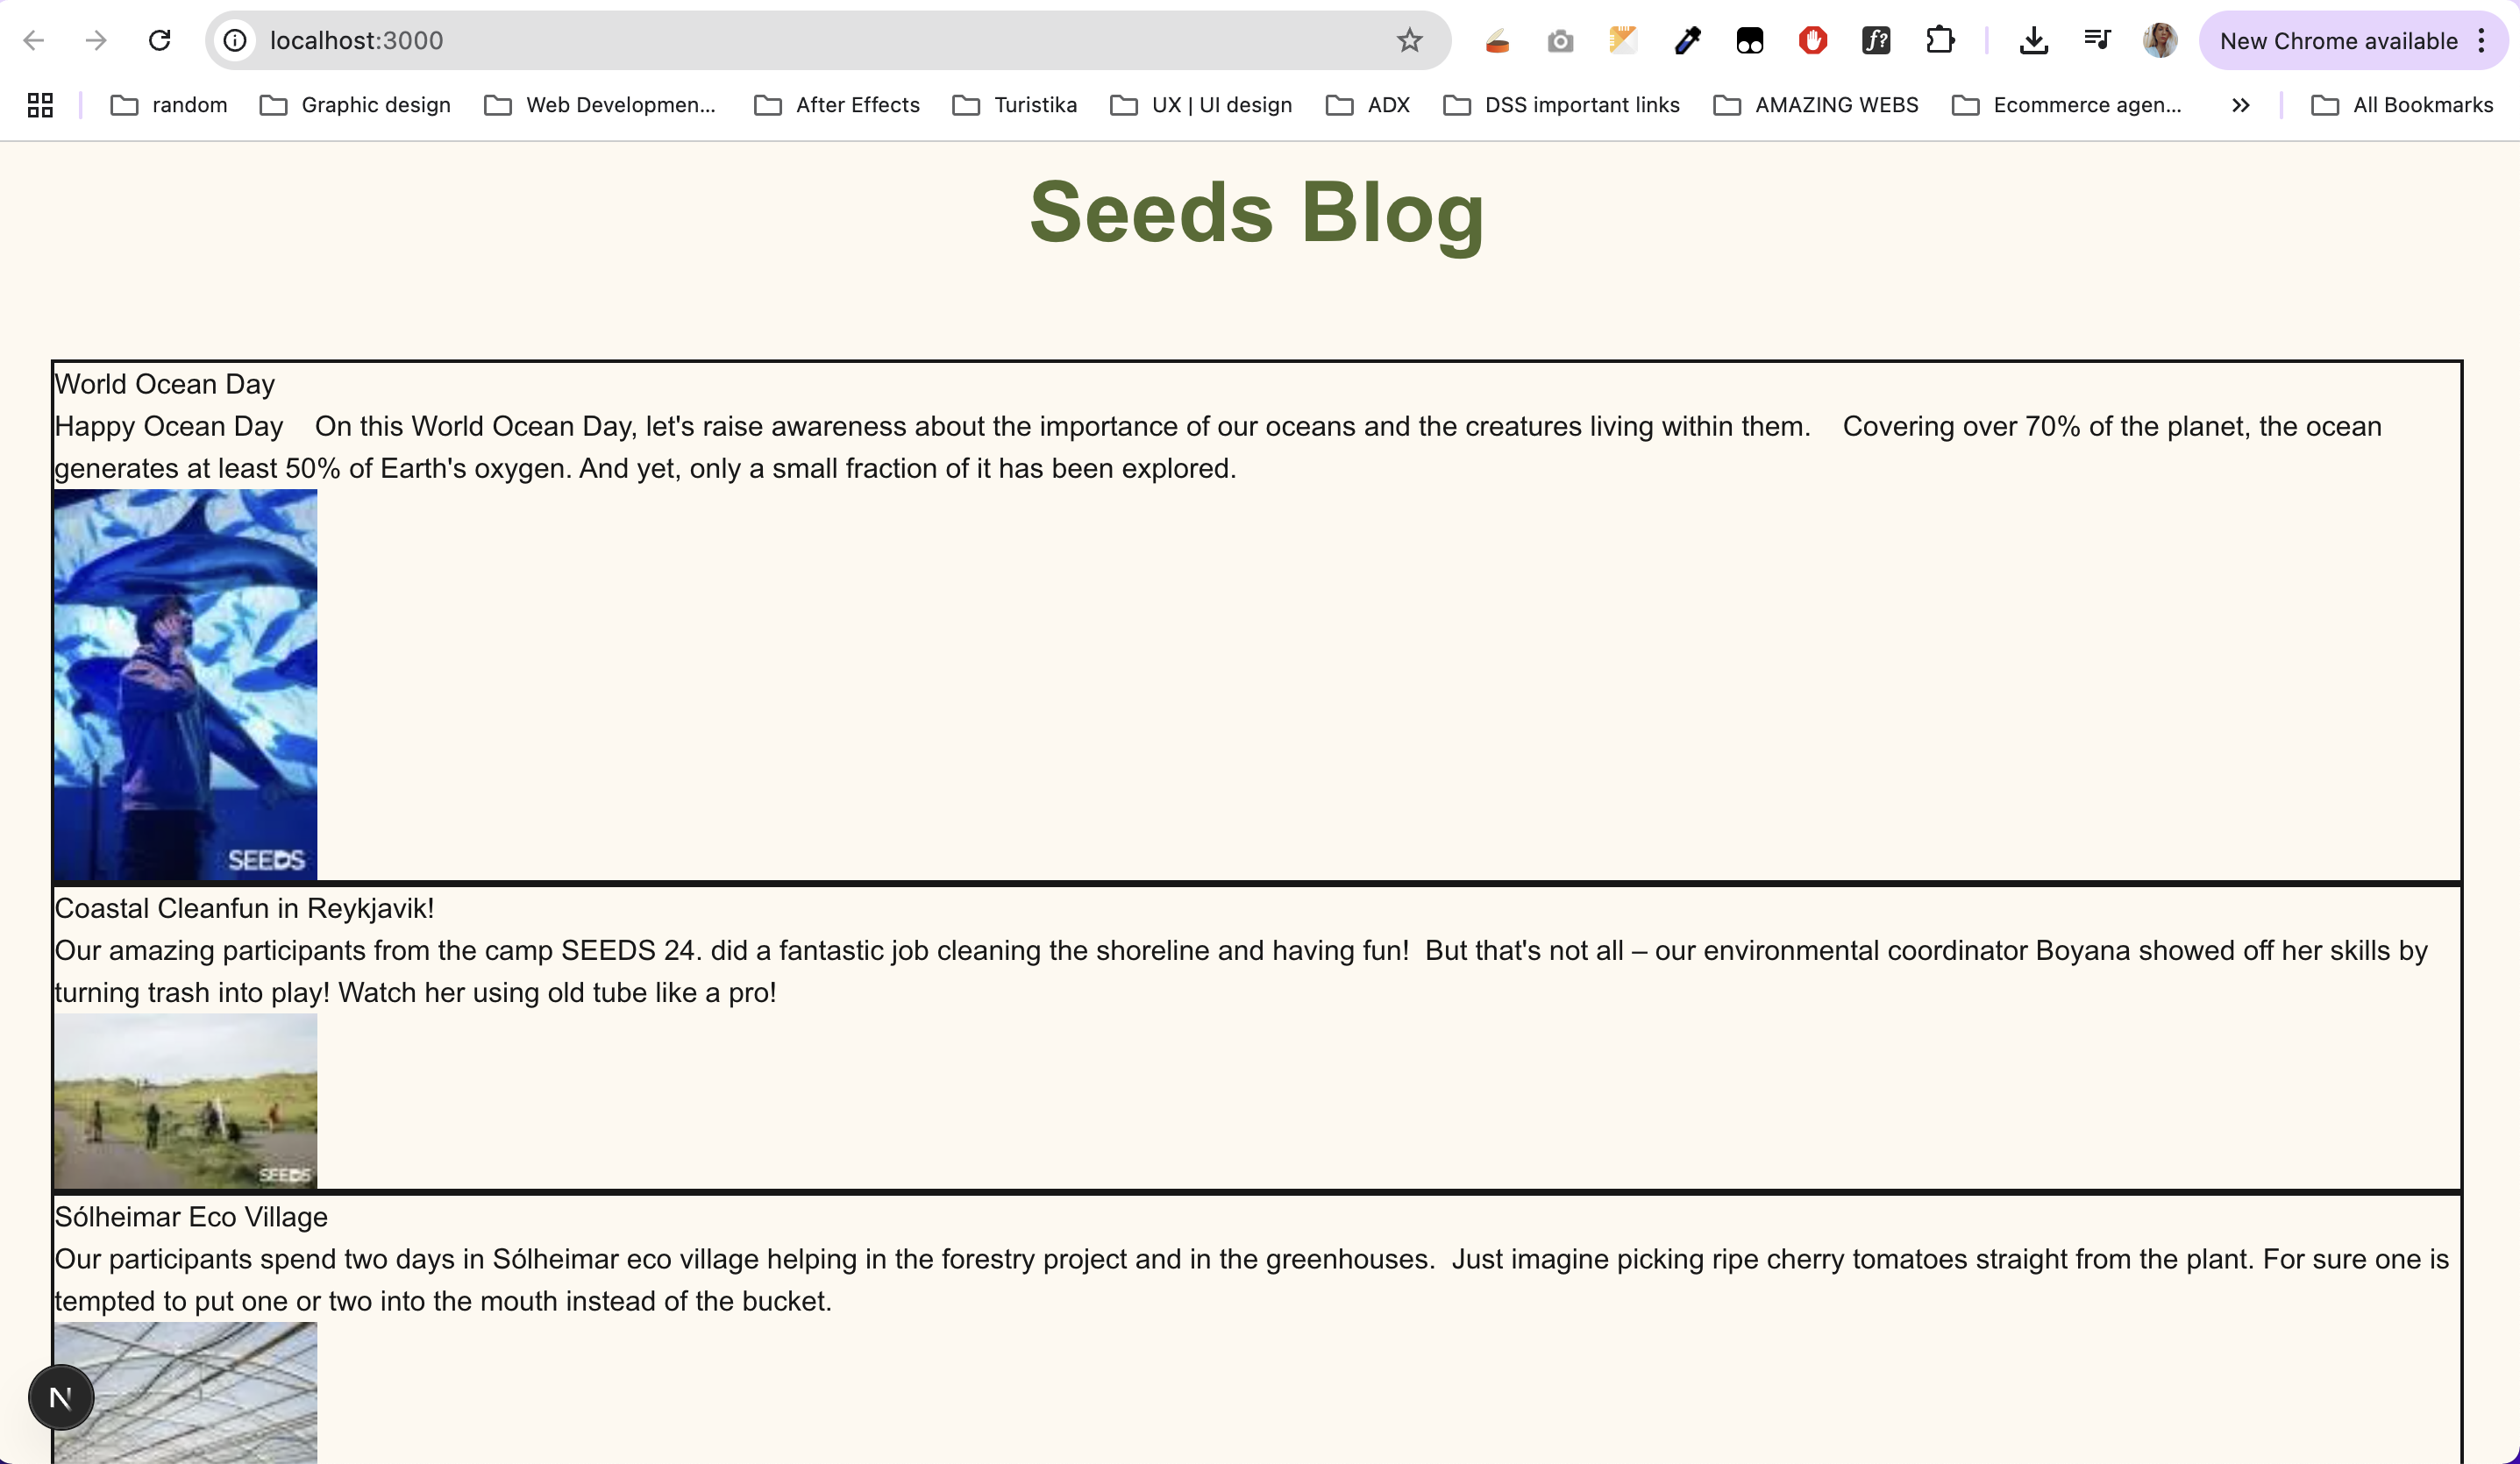 localhost:3000
New Chrome available
random Graphic design Web Developmen... After Effects Turistika UX | UI design ADX DSS important links AMAZING WEBS Ecommerce agen... » All Bookmarks
Seeds Blog
World Ocean Day
Happy Ocean Day On this World Ocean Day, let's raise awareness about the importance of our oceans and the creatures living within them. Covering over 70% of the planet, the ocean
generates at least 50% of Earth's oxygen. And yet, only a small fraction of it has been explored.
SEEDS
Coastal Cleanfun in Reykjavik!
Our amazing participants from the camp SEEDS 24. did a fantastic job cleaning the shoreline and having fun! But that's not all – our environmental coordinator Boyana showed off her skills by
turning trash into play! Watch her using old tube like a pro!
SEEDS
Sólheimar Eco Village
Our participants spend two days in Sólheimar eco village helping in the forestry project and in the greenhouses. Just imagine picking ripe cherry tomatoes straight from the plant. For sure one is
tempted to put one or two into the mouth instead of the bucket.
N